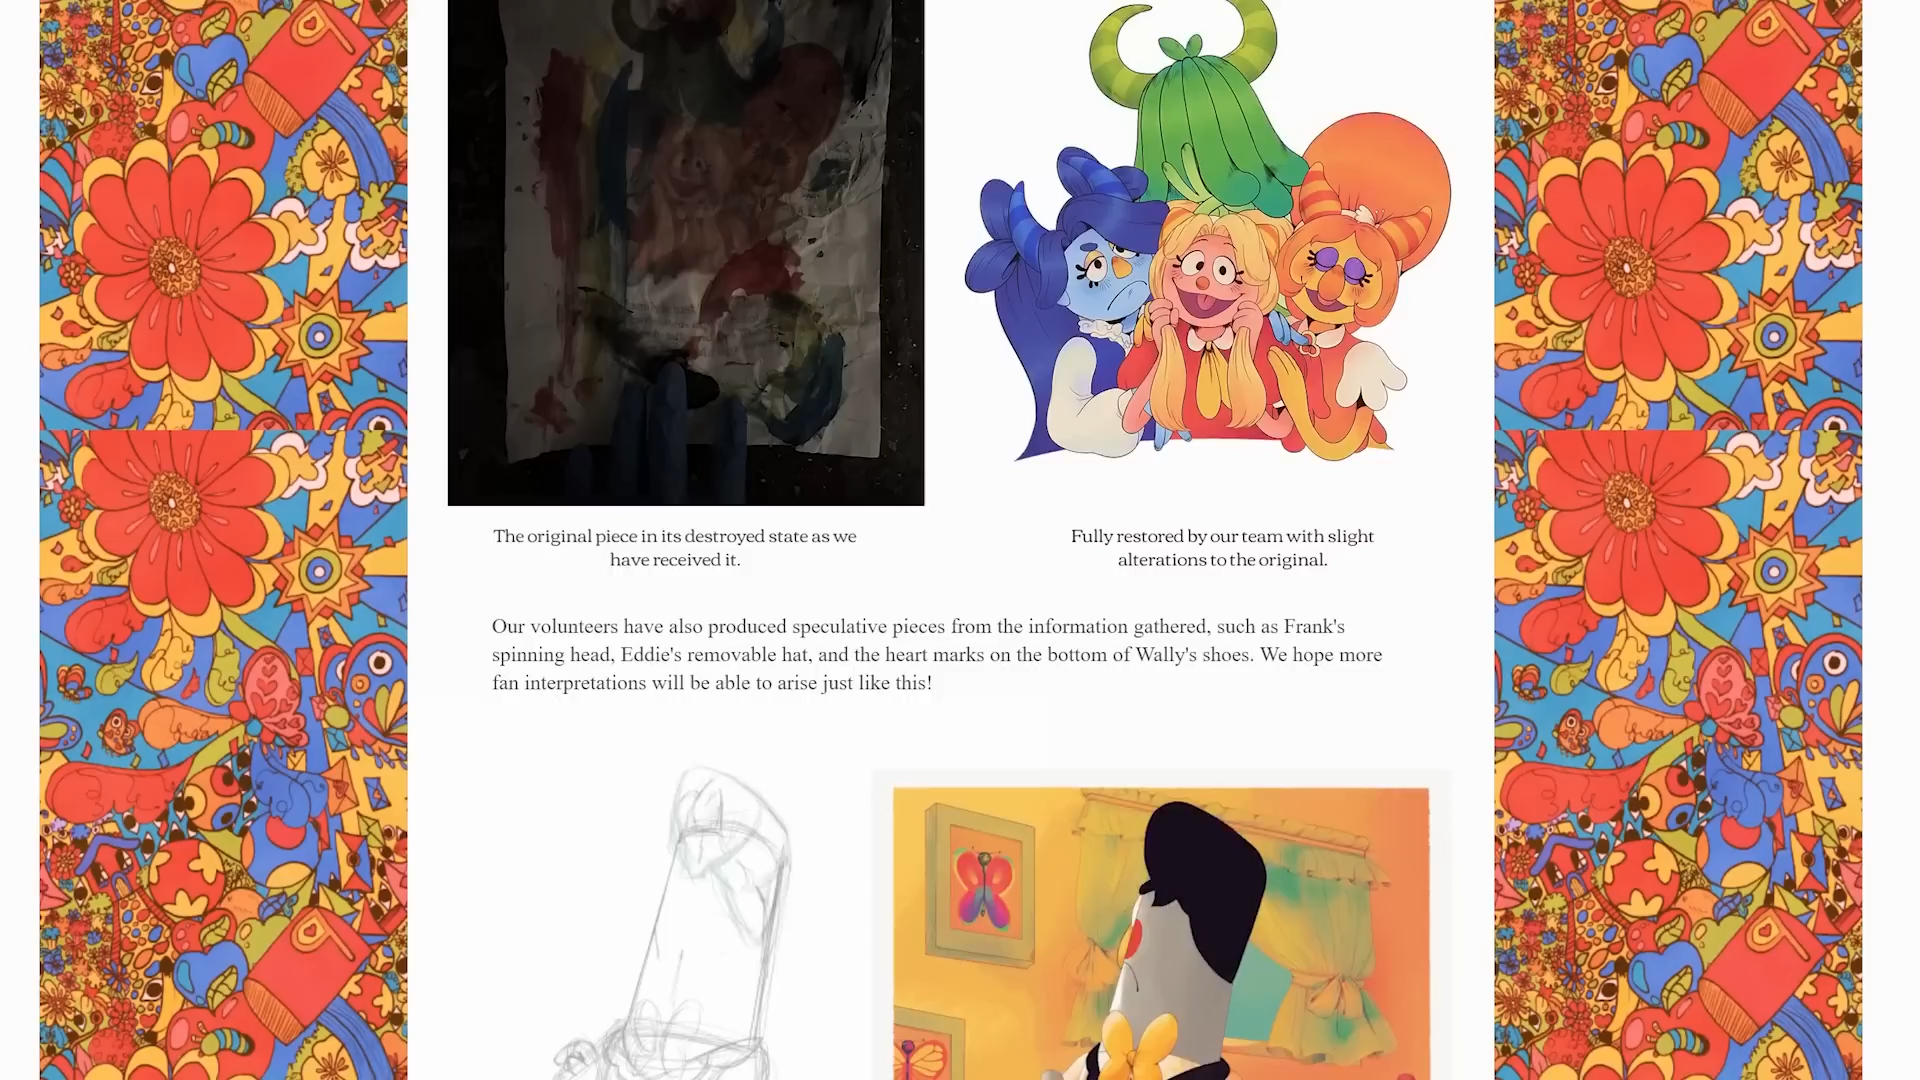 The original piece in its destroyed state as we
have received it.
Fully restored by our team with slight
alterations to the original.
Our volunteers have also produced speculative pieces from the information gathered, such as Frank's
spinning head, Eddie's removable hat, and the heart marks on the bottom of Wally's shoes. We hope more
fan interpretations will be able to arise just like this!